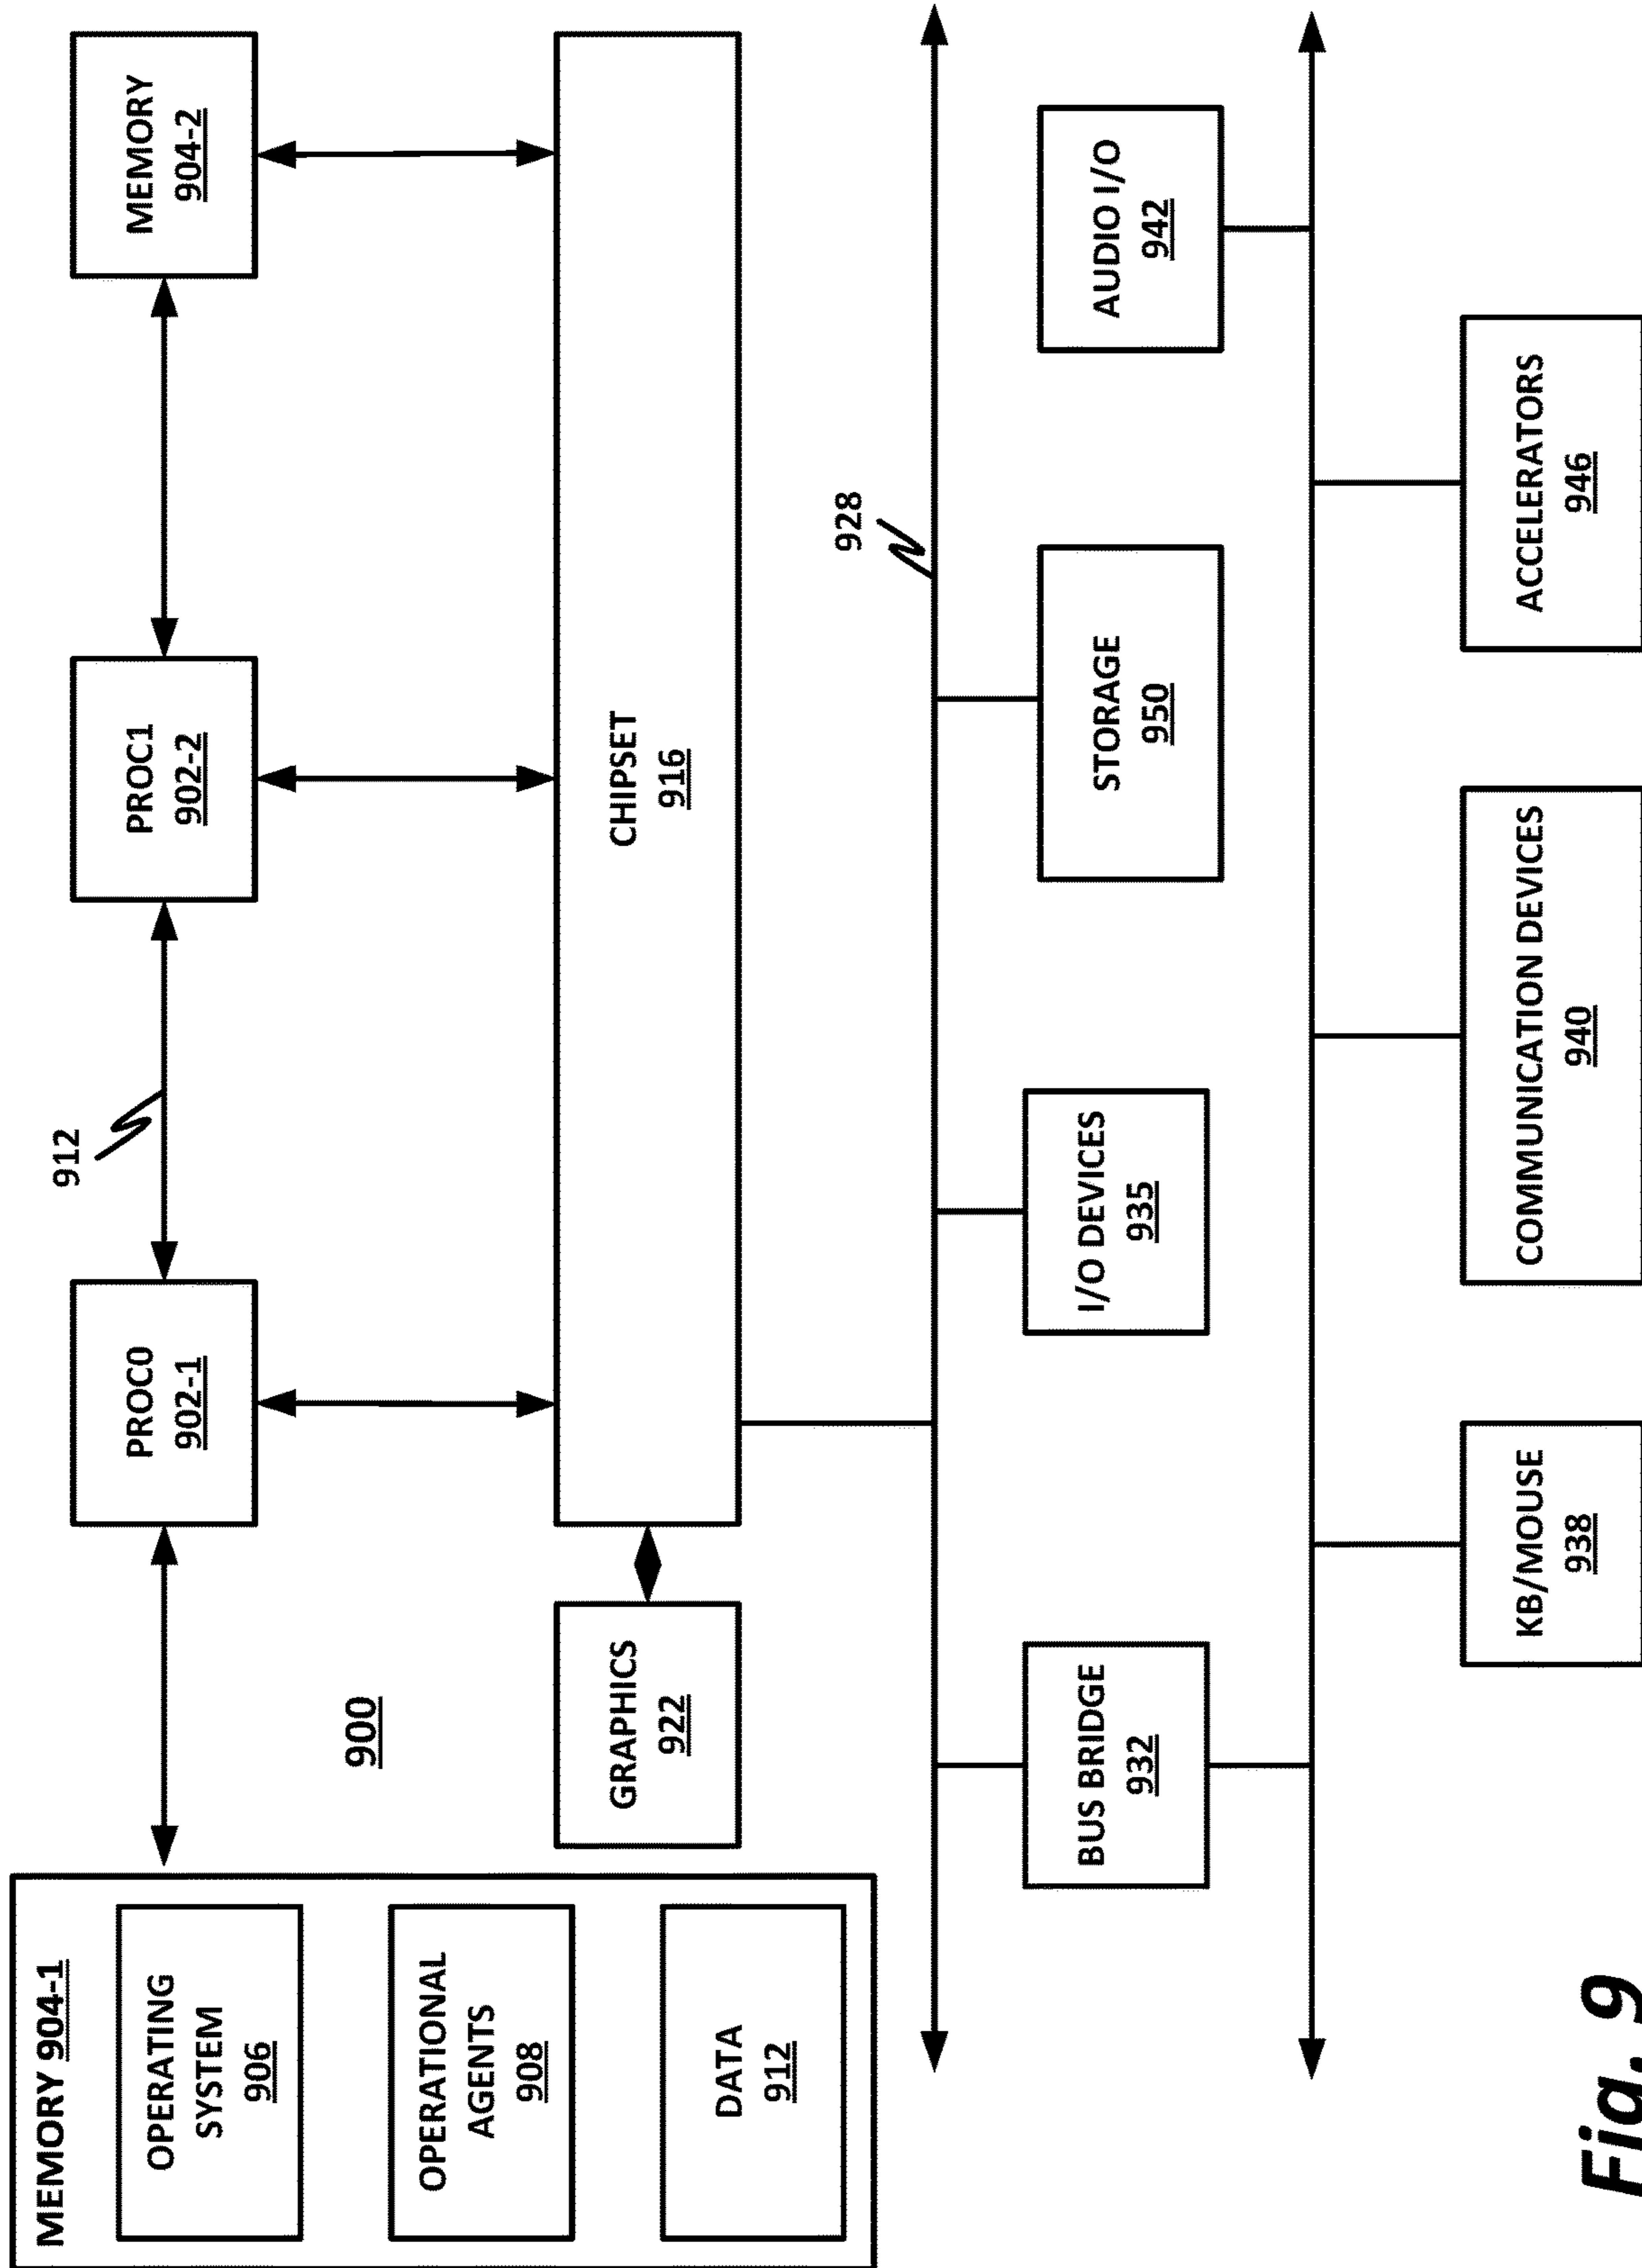 MEMORY 904-1
OPERATING
SYSTEM
906
OPERATIONAL
AGENTS
908
DATA
912
PROC0
902-1
912
PROC1
902-2
MEMORY
904-2
900
GRAPHICS
922
CHIPSET
916
928
BUS BRIDGE
932
I/O DEVICES
935
STORAGE
950
AUDIO I/O
942
KB/MOUSE
938
COMMUNICATION DEVICES
940
ACCELERATORS
946
Fig. 9